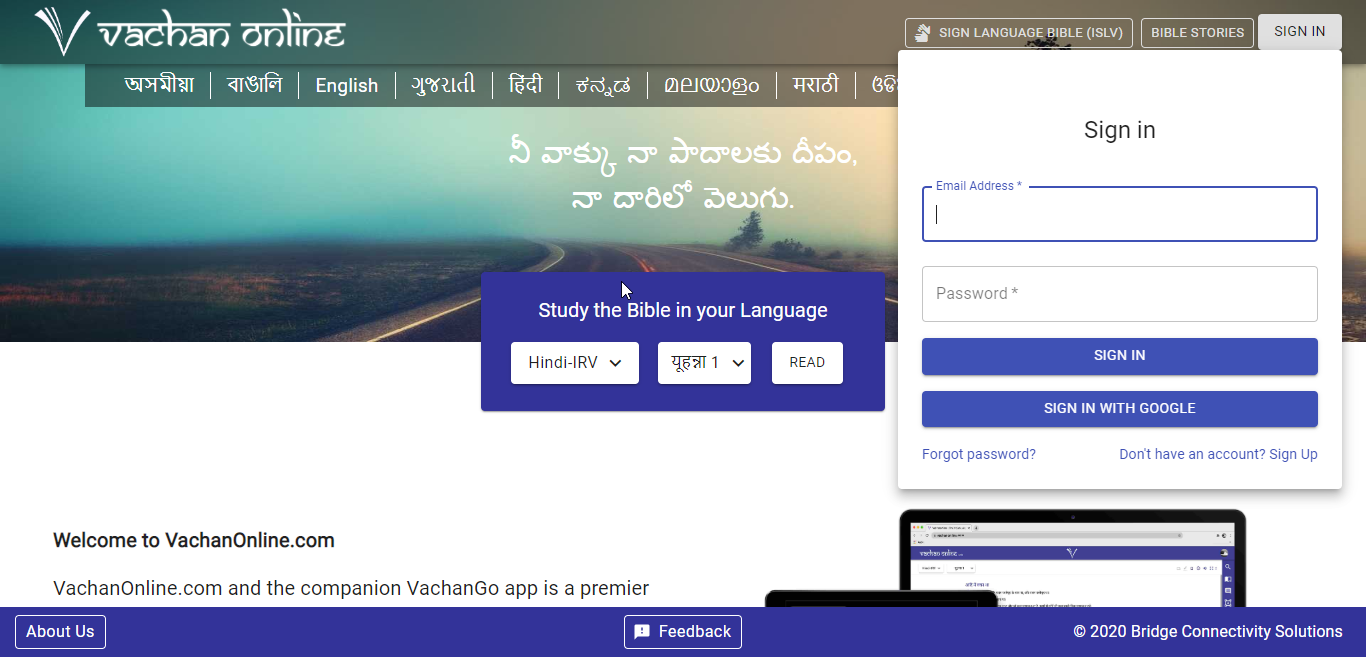 vachan online
SIGN LANGUAGE BIBLE (ISLV)
BIBLE STORIES
SIGN IN
অসমীয়া
বাঙালি
English
ગુજરાતી
हिंदी
ಕನ್ನಡ
മലയാളം
मराठी
నీ వాక్కు నా పాదాలకు దీపం,
నా దారిలో వెలుగు.
Study the Bible in your Language
Hindi-IRV
यूहन्ना 1
READ
Sign in
Email Address *
Password *
SIGN IN
SIGN IN WITH GOOGLE
Forgot password?
Don't have an account? Sign Up
Welcome to VachanOnline.com
VachanOnline.com and the companion VachanGo app is a premier
vachan online
About Us
Feedback
© 2020 Bridge Connectivity Solutions